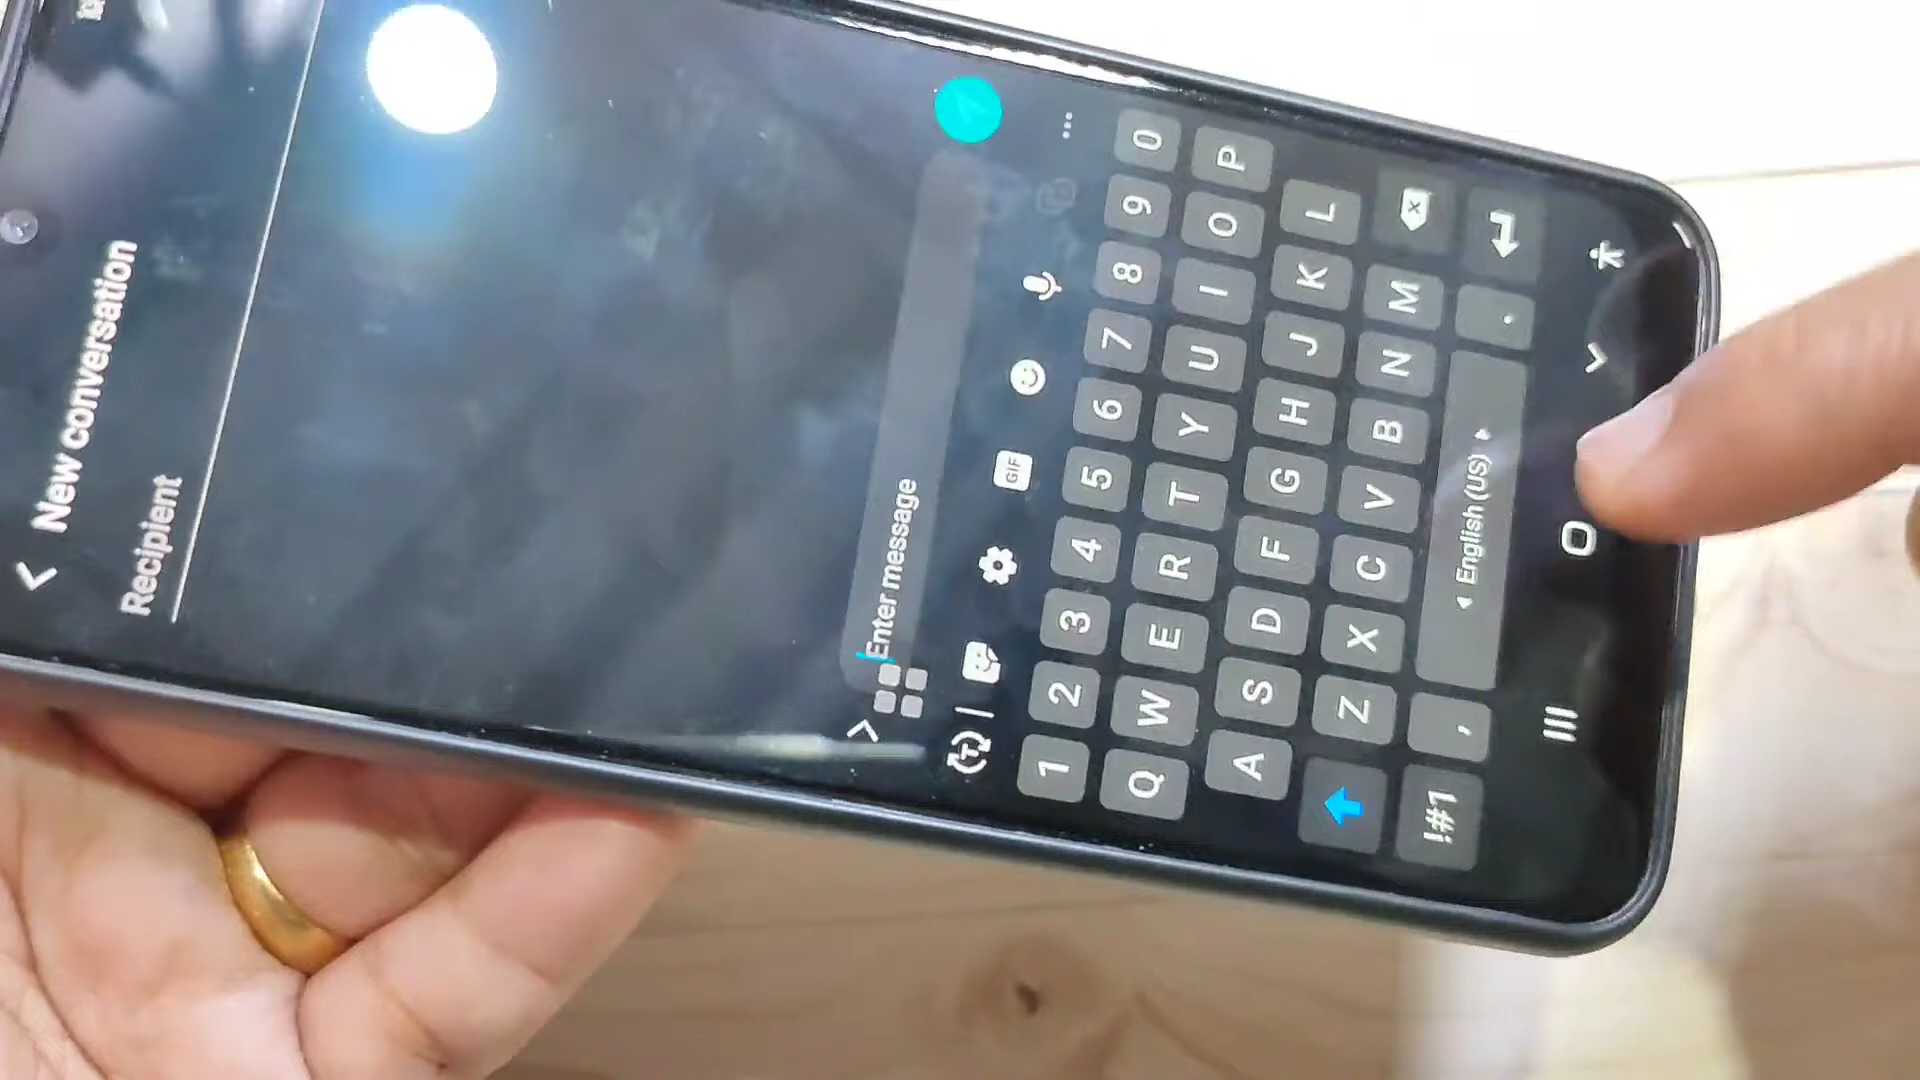 New conversation
Recipient
Enter message
GIF
1 2 3 4 5 6 7 8 9 0
Q W E R T Y U I O P
A S D F G H J K L
Z X C V B N M
!#1 , English (US) .